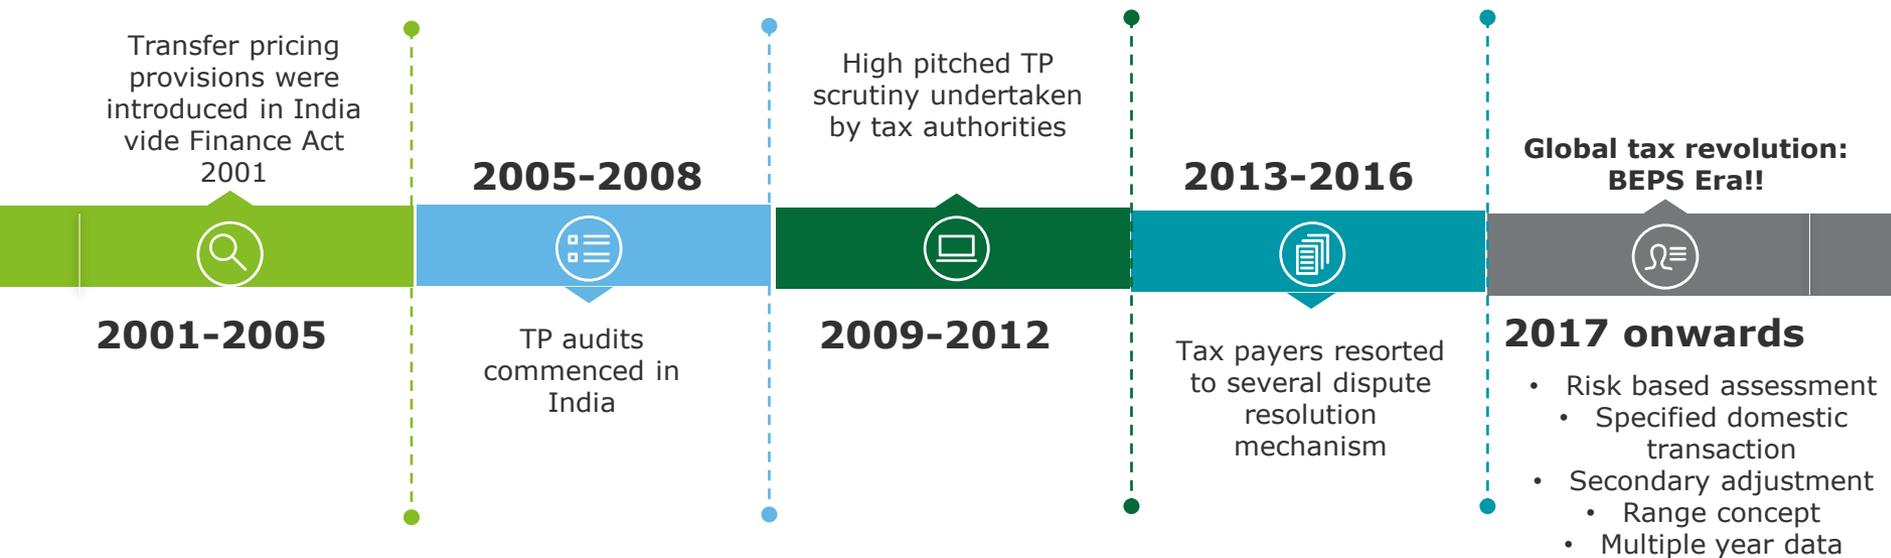 Transfer pricing
provisions were
introduced in India
vide Finance Act
2001
2001-2005
2005-2008
TP audits
commenced in
India
High pitched TP
scrutiny undertaken
by tax authorities
2009-2012
2013-2016
Tax payers resorted
to several dispute
resolution
mechanism
Global tax revolution:
BEPS Era!!
2017 onwards
• Risk based assessment
• Specified domestic
transaction
• Secondary adjustment
• Range concept
• Multiple year data